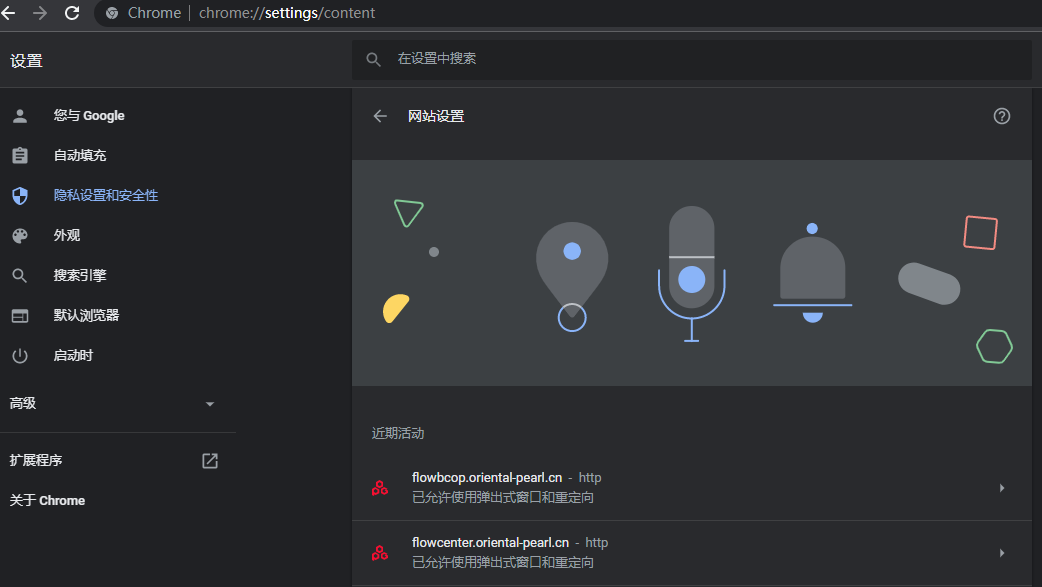 Chrome | chrome://settings/content
设置
在设置中搜索
您与 Google
自动填充
隐私设置和安全性
外观
搜索引擎
默认浏览器
启动时
高级
扩展程序
关于 Chrome
网站设置
近期活动
flowbcop.oriental-pearl.cn - http
已允许使用弹出式窗口和重定向
flowcenter.oriental-pearl.cn - http
已允许使用弹出式窗口和重定向